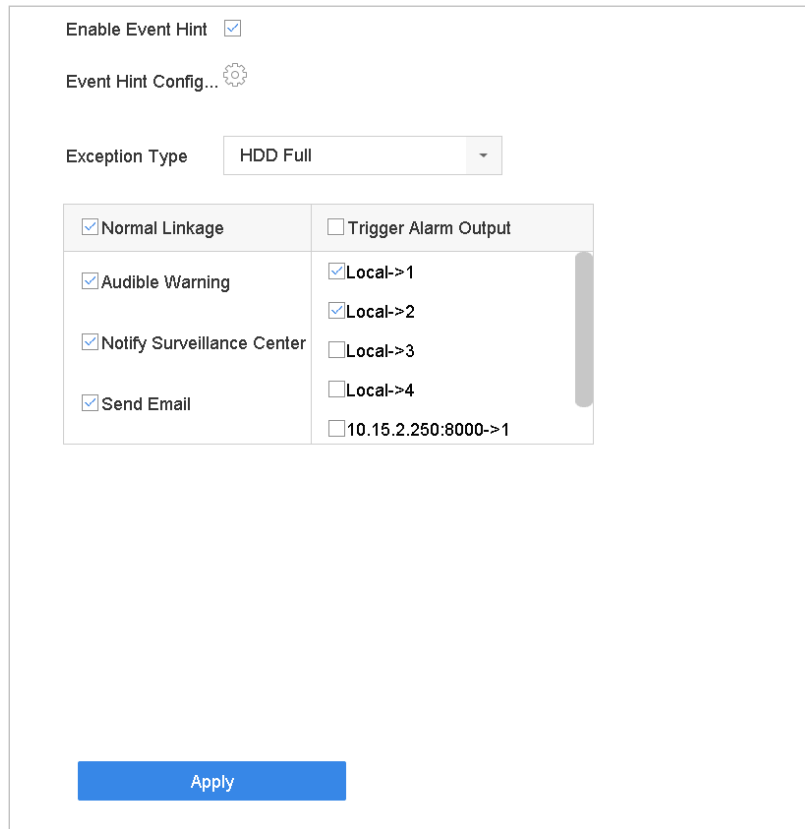 Enable Event Hint
Event Hint Config...
Exception Type HDD Full
Normal Linkage Trigger Alarm Output
Audible Warning
Notify Surveillance Center
Send Email
Local->1
Local->2
Local->3
Local->4
10.15.2.250:8000->1
Apply